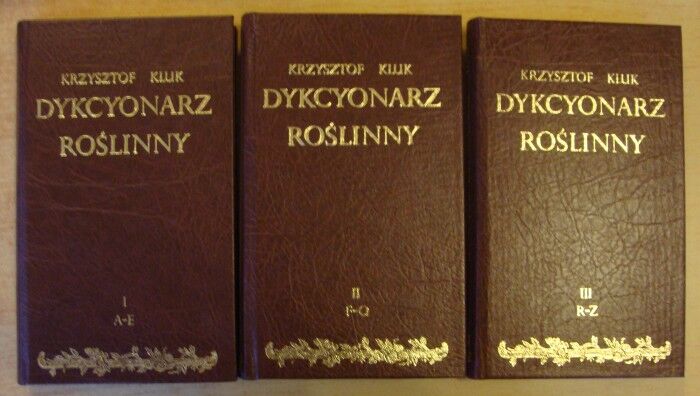 KRZYSZTOF KLUK
DYKCYONARZ
ROŚLINNY
I
A-E
KRZYSZTOF KLUK
DYKCYONARZ
ROŚLINNY
II
F-Q
KRZYSZTOF KLUK
DYKCYONARZ
ROŚLINNY
III
R-Z